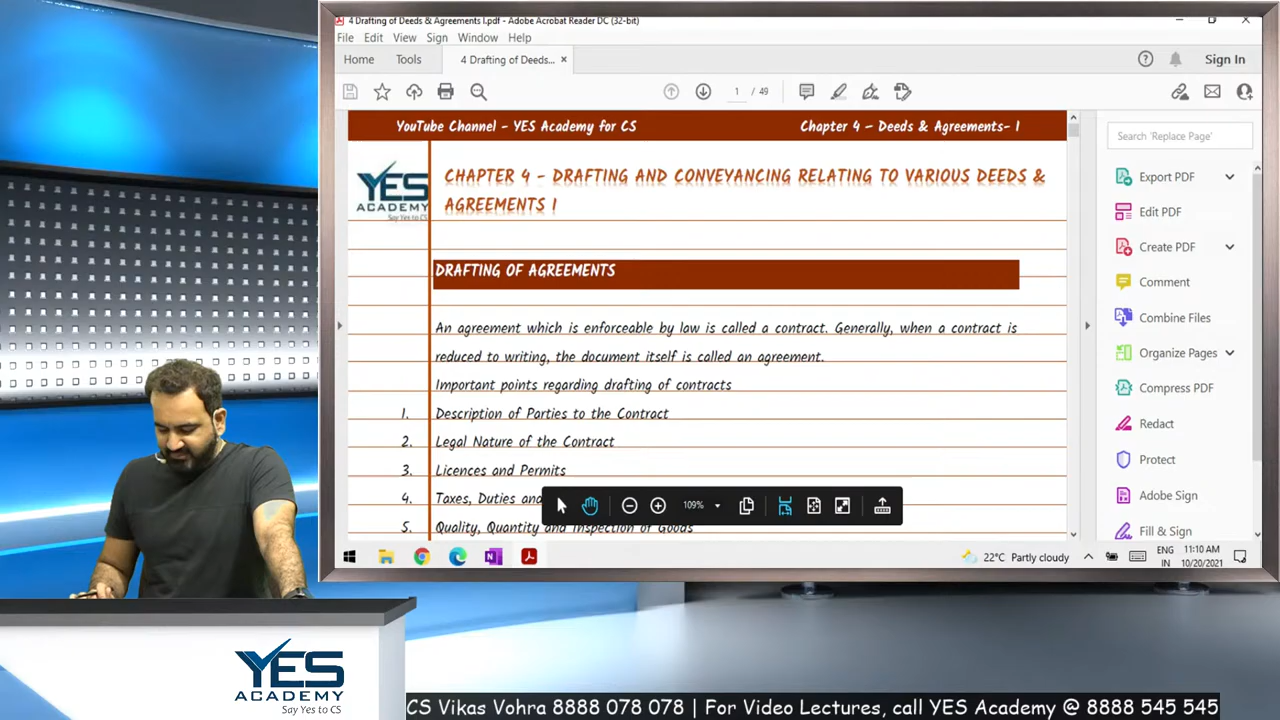 4 Drafting of Deeds & Agreements I.pdf - Adobe Acrobat Reader DC (32-bit)
File Edit View Sign Window Help
Home Tools 4 Drafting of Deeds... × Sign In
1 / 49
YouTube Channel - YES Academy for CS Chapter 4 – Deeds & Agreements- I
Search 'Replace Page'
YES
ACADEMY
Say Yes to CS
CHAPTER 4 - DRAFTING AND CONVEYANCING RELATING TO VARIOUS DEEDS &
AGREEMENTS I
DRAFTING OF AGREEMENTS
An agreement which is enforceable by law is called a contract. Generally, when a contract is
reduced to writing, the document itself is called an agreement.
Important points regarding drafting of contracts
1. Description of Parties to the Contract
2. Legal Nature of the Contract
3. Licences and Permits
4. Taxes, Duties and
5. Quality, Quantity and Inspection of Goods
109%
Export PDF
Edit PDF
Create PDF
Comment
Combine Files
Organize Pages
Compress PDF
Redact
Protect
Adobe Sign
Fill & Sign
22°C Partly cloudy
ENG
IN
11:10 AM
10/20/2021
YES
ACADEMY
Say Yes to CS
CS Vikas Vohra 8888 078 078 | For Video Lectures, call YES Academy @ 8888 545 545